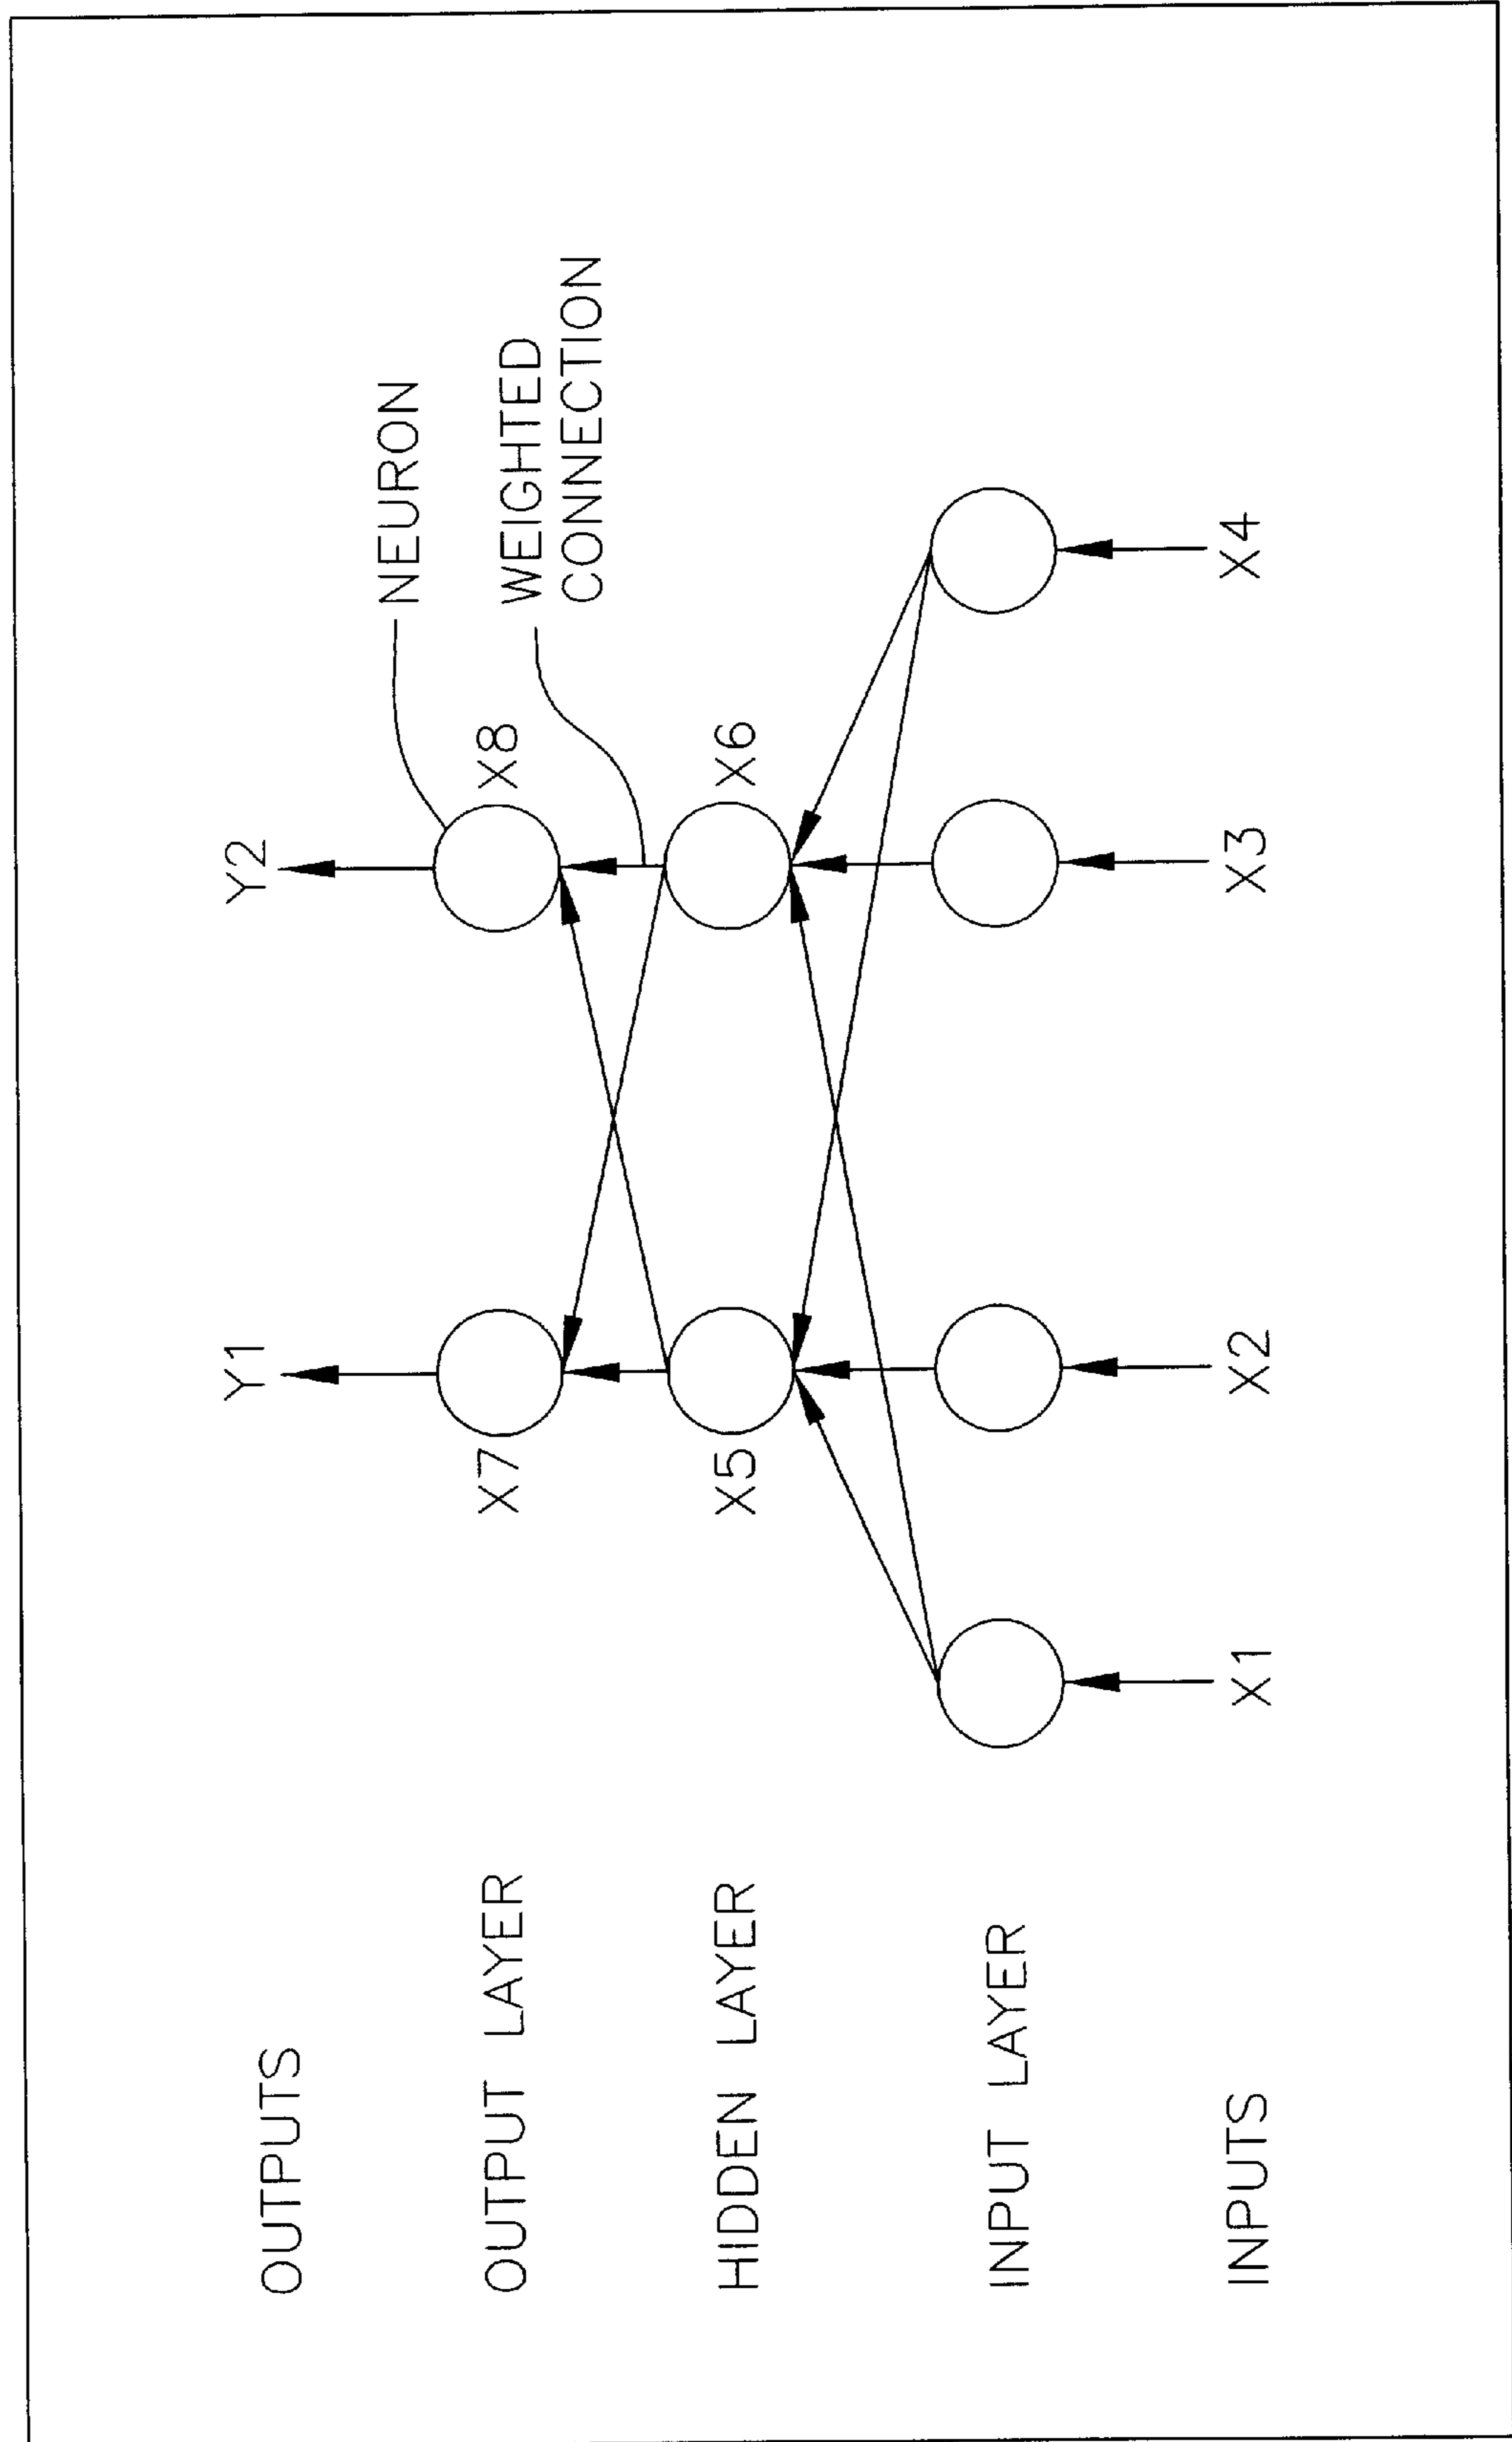 OUTPUTS
Y1
Y2
NEURON
OUTPUT LAYER
X7
X8
WEIGHTED
CONNECTION
HIDDEN LAYER
X5
X6
INPUT LAYER
INPUTS
X1
X2
X3
X4